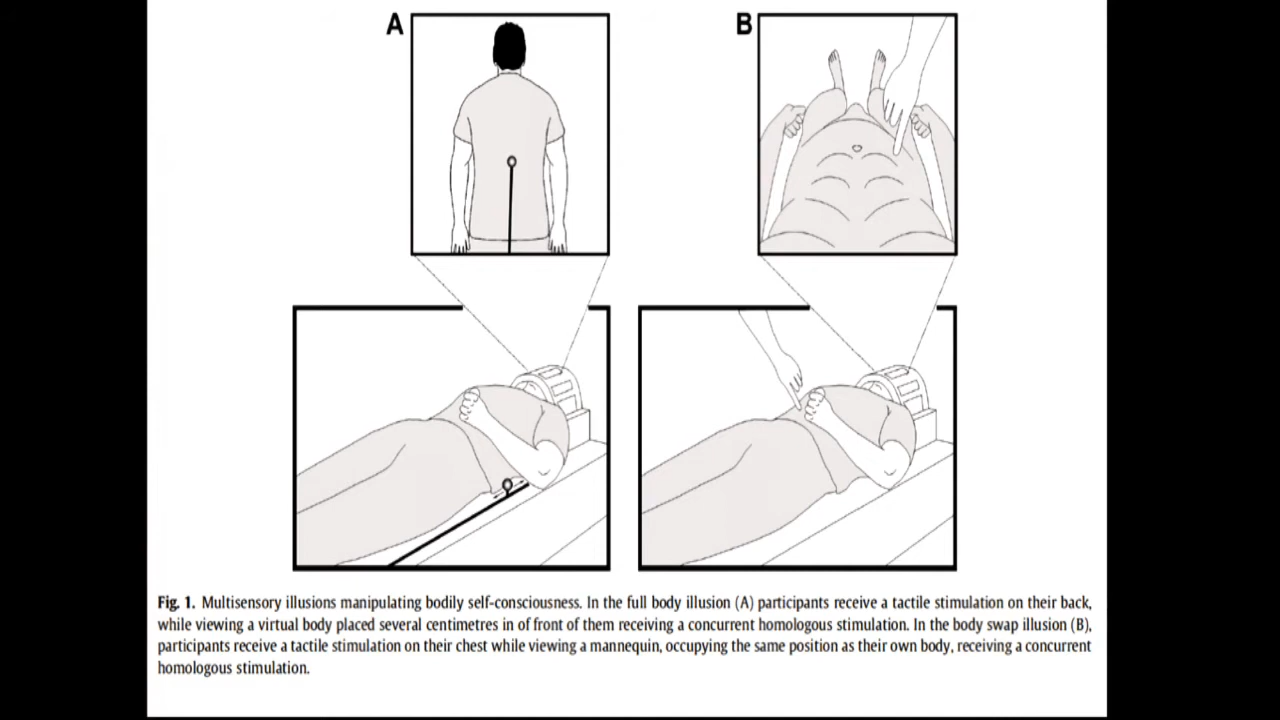 A
B
Fig. 1. Multisensory illusions manipulating bodily self-consciousness. In the full body illusion (A) participants receive a tactile stimulation on their back,
while viewing a virtual body placed several centimetres in of front of them receiving a concurrent homologous stimulation. In the body swap illusion (B),
participants receive a tactile stimulation on their chest while viewing a mannequin, occupying the same position as their own body, receiving a concurrent
homologous stimulation.